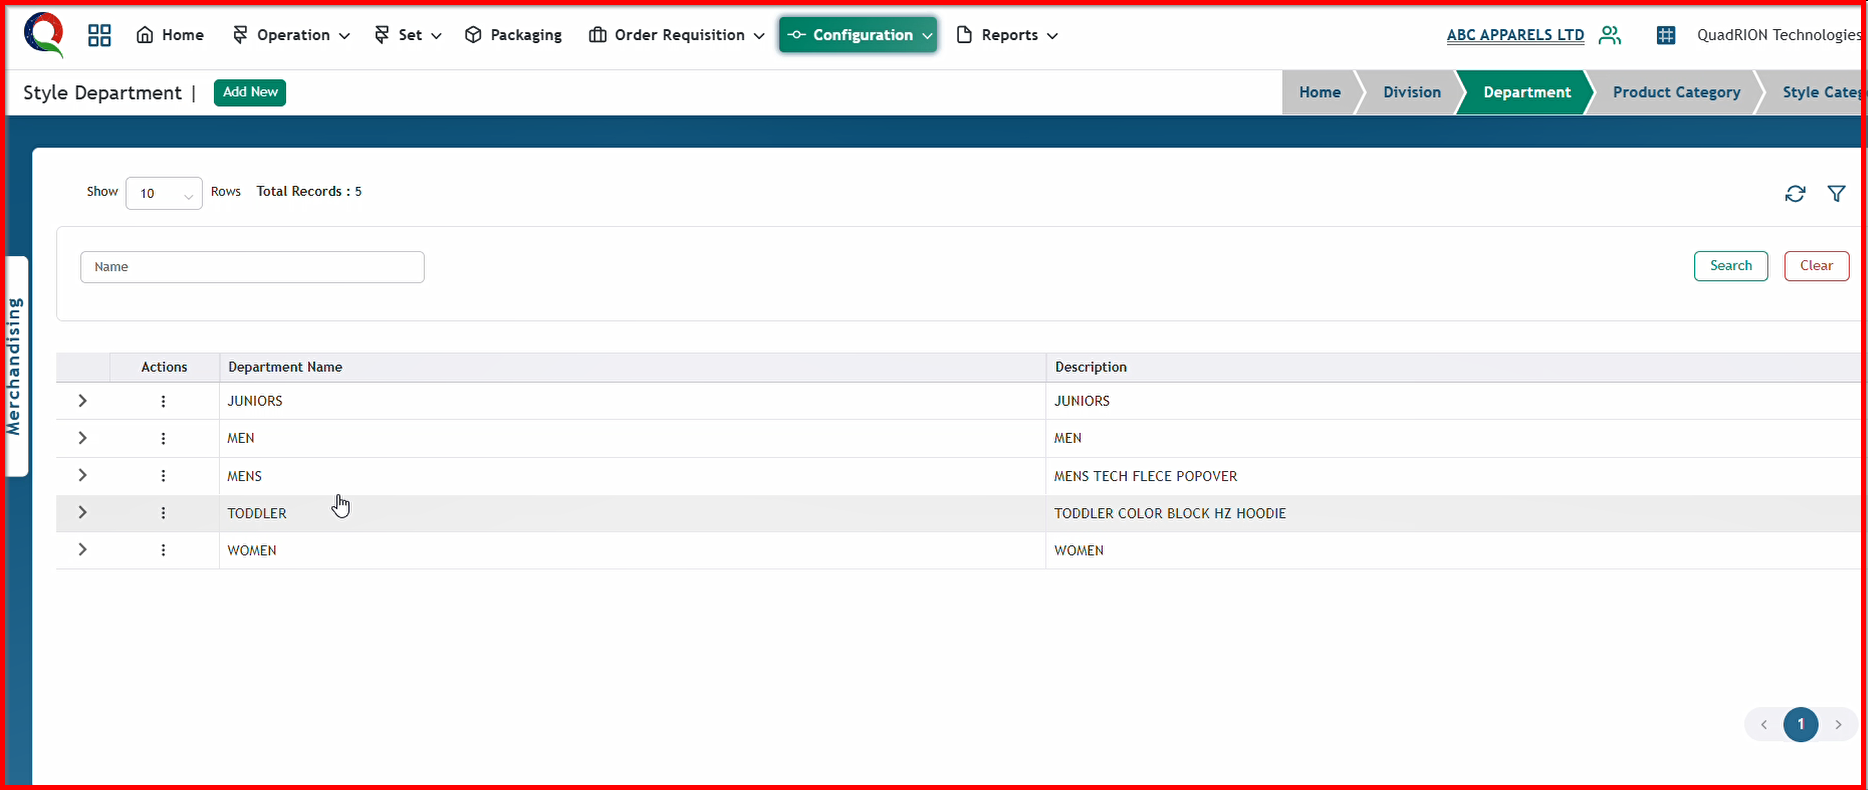 Home Operation Set Packaging Order Requisition Configuration Reports ABC APPARELS LTD QuadRION Technologies
Style Department | Add New Home Division Department Product Category Style Categ
Show 10 Rows Total Records : 5
Name Search Clear
Merchandising
Actions Department Name Description
JUNIORS JUNIORS
MEN MEN
MENS MENS TECH FLECE POPOVER
TODDLER TODDLER COLOR BLOCK HZ HOODIE
WOMEN WOMEN
1